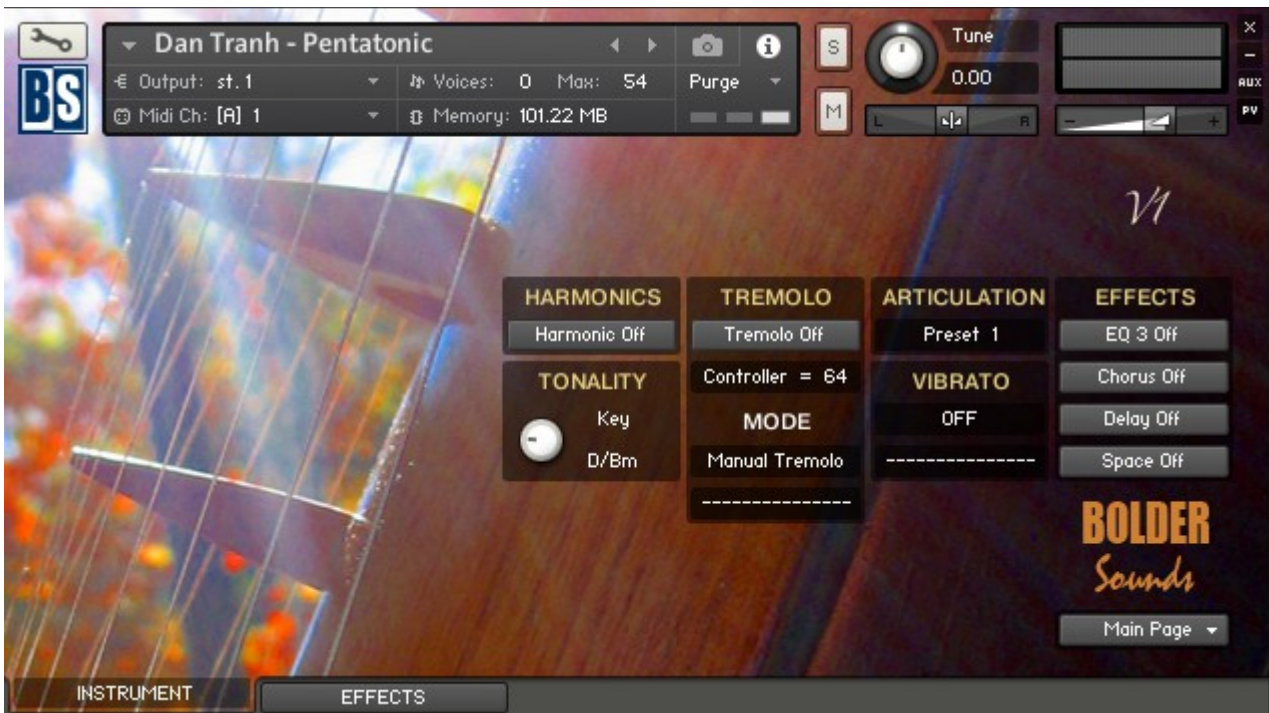 Dan Tranh - Pentatonic
Output: st. 1
Voices: 0 Max: 54
Purge
Midi Ch: [A] 1
Memory: 101.22 MB
BS
S
M
Tune
0.00
L
R
-
+
×
-
AUX
PV
V1
HARMONICS
Harmonic Off
TONALITY
Key
D/Bm
TREMOLO
Tremolo Off
Controller = 64
MODE
Manual Tremolo
---------------
ARTICULATION
Preset 1
VIBRATO
OFF
---------------
EFFECTS
EQ 3 Off
Chorus Off
Delay Off
Space Off
BOLDER
Sounds
Main Page
INSTRUMENT
EFFECTS